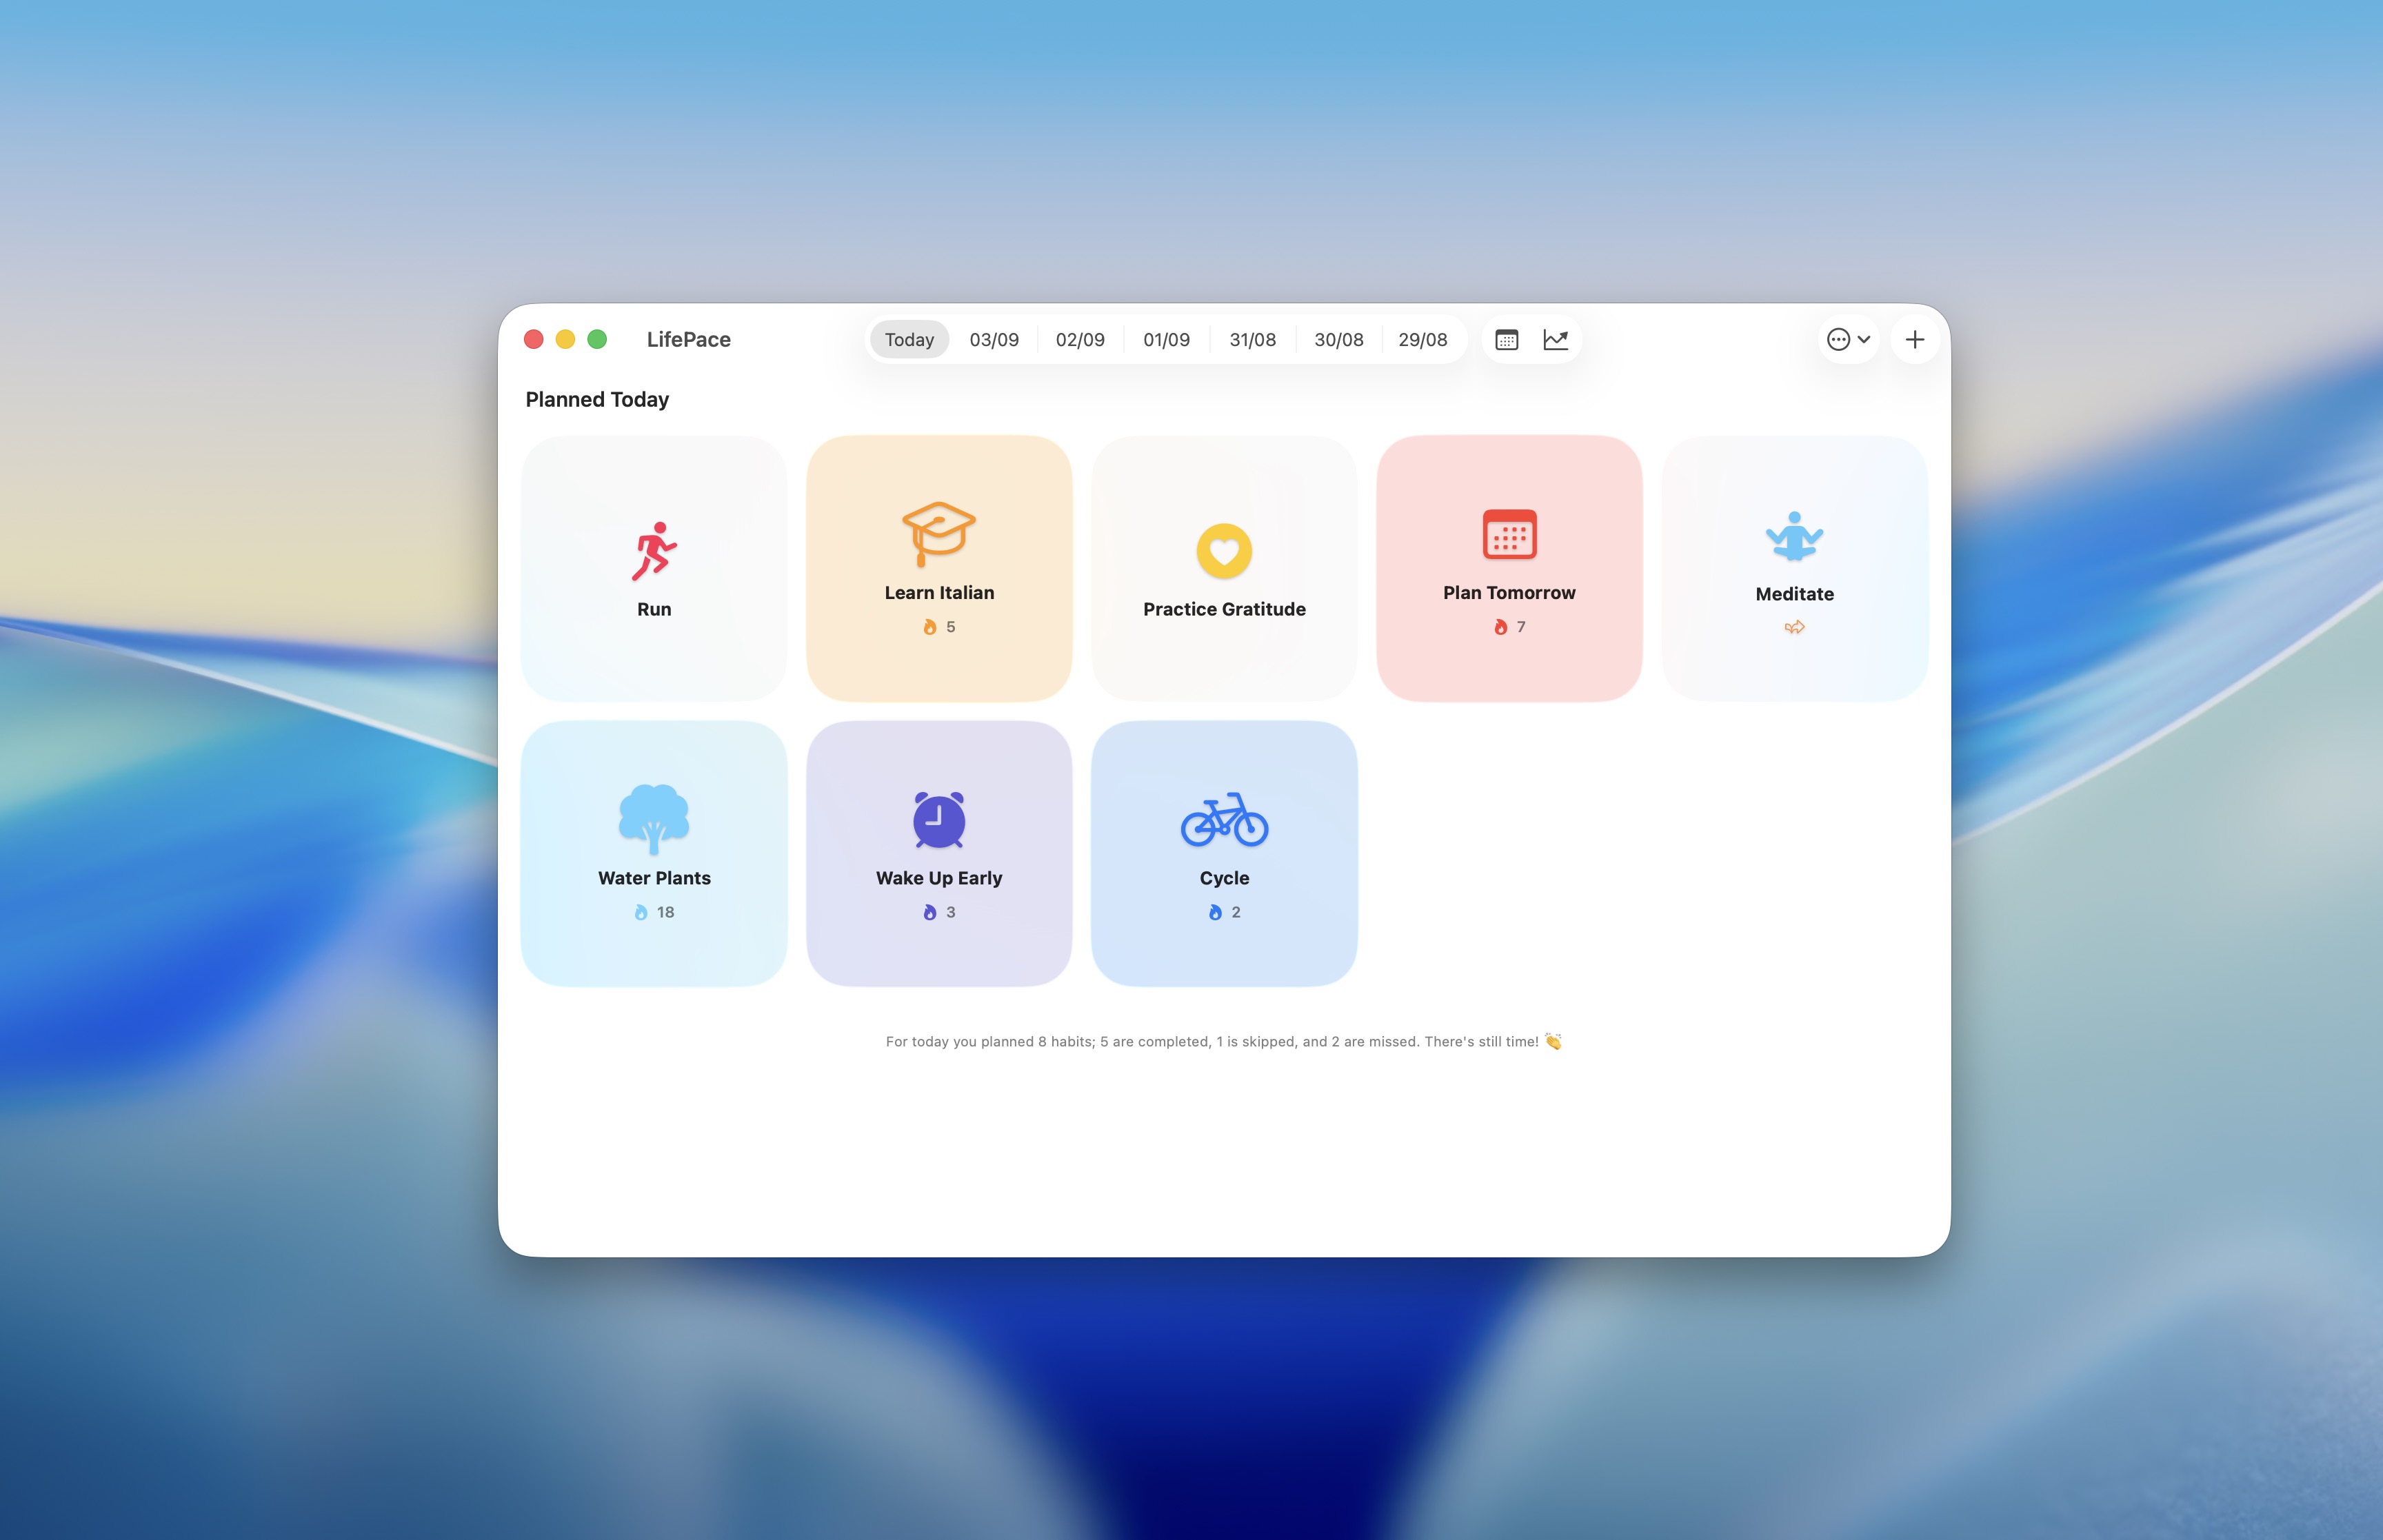 LifePace
Today 03/09 02/09 01/09 31/08 30/08 29/08
Planned Today
Run
Learn Italian
5
Practice Gratitude
Plan Tomorrow
7
Meditate
Water Plants
18
Wake Up Early
3
Cycle
2
For today you planned 8 habits; 5 are completed, 1 is skipped, and 2 are missed. There's still time! 👏